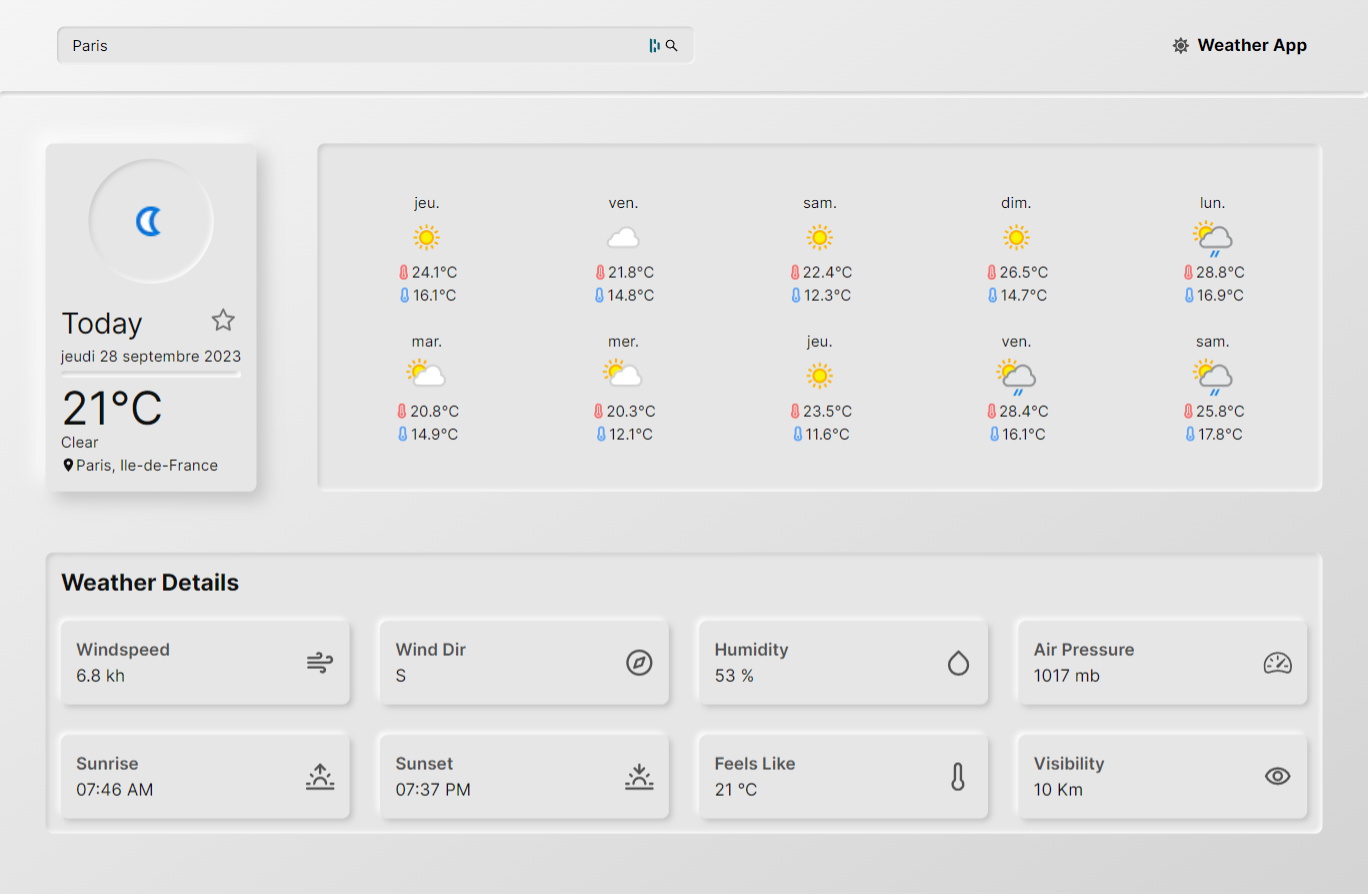 Paris
Weather App
Today
jeudi 28 septembre 2023
21°C
Clear
Paris, Ile-de-France
jeu. ven. sam. dim. lun.
24.1°C 21.8°C 22.4°C 26.5°C 28.8°C
16.1°C 14.8°C 12.3°C 14.7°C 16.9°C
mar. mer. jeu. ven. sam.
20.8°C 20.3°C 23.5°C 28.4°C 25.8°C
14.9°C 12.1°C 11.6°C 16.1°C 17.8°C
Weather Details
Windspeed
6.8 kh
Wind Dir
S
Humidity
53 %
Air Pressure
1017 mb
Sunrise
07:46 AM
Sunset
07:37 PM
Feels Like
21 °C
Visibility
10 Km